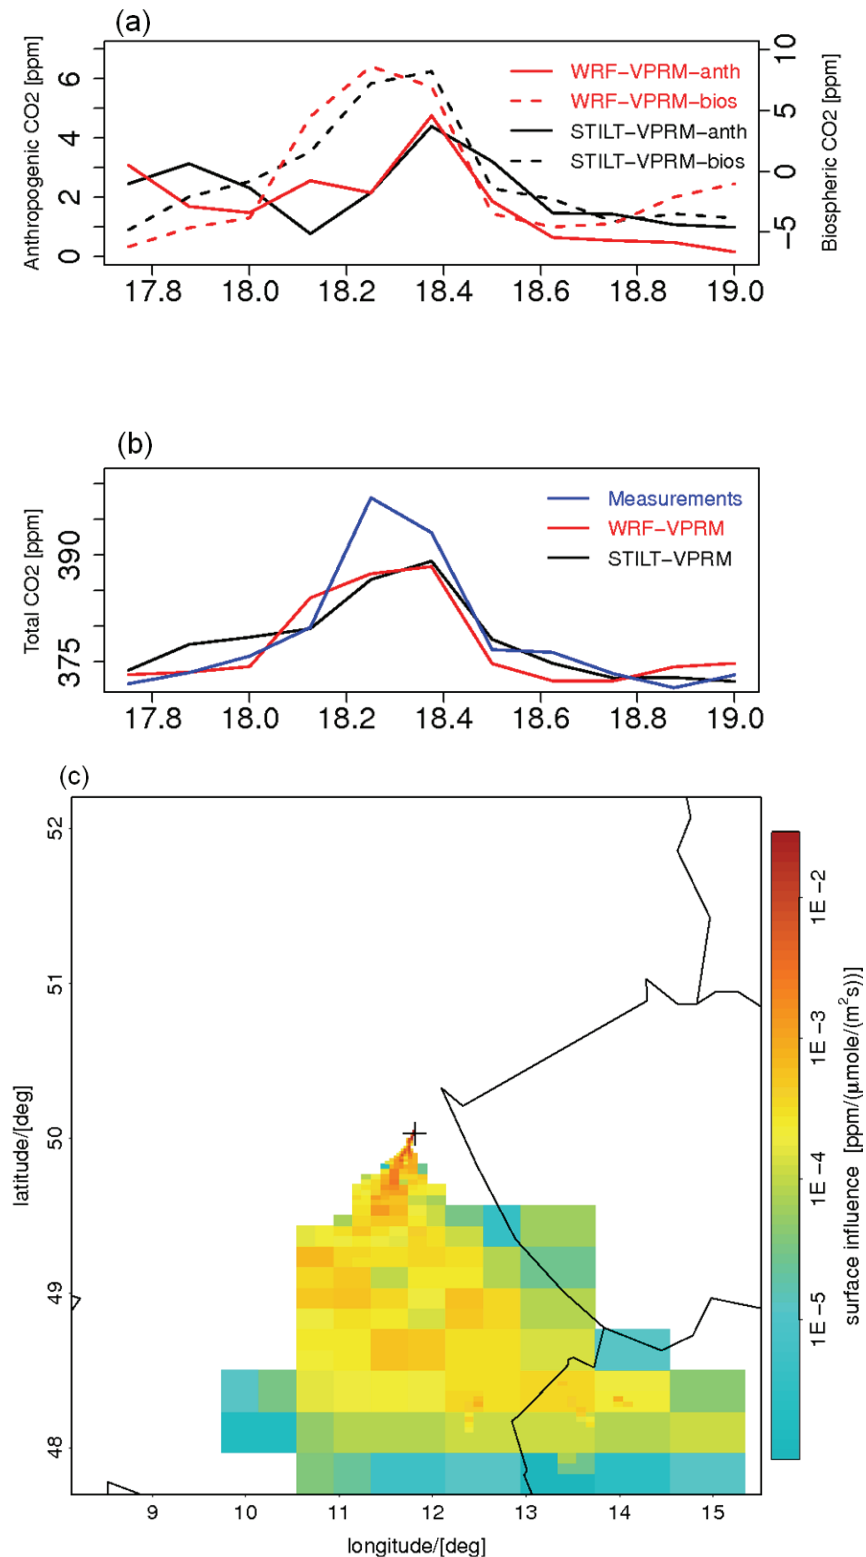 (a)
Anthropogenic CO2 [ppm]
6
4
2
0
WRF−VPRM−anth
WRF−VPRM−bios
STILT−VPRM−anth
STILT−VPRM−bios
10
5
0
−5
Biospheric CO2 [ppm]
17.8 18.0 18.2 18.4 18.6 18.8 19.0
(b)
Total CO2 [ppm]
390
375
Measurements
WRF−VPRM
STILT−VPRM
17.8 18.0 18.2 18.4 18.6 18.8 19.0
(c)
latitude/[deg]
52
51
50
49
48
9 10 11 12 13 14 15
longitude/[deg]
1E−2
1E−3
1E−4
1E−5
surface influence [ppm/(μmole/(m²s))]